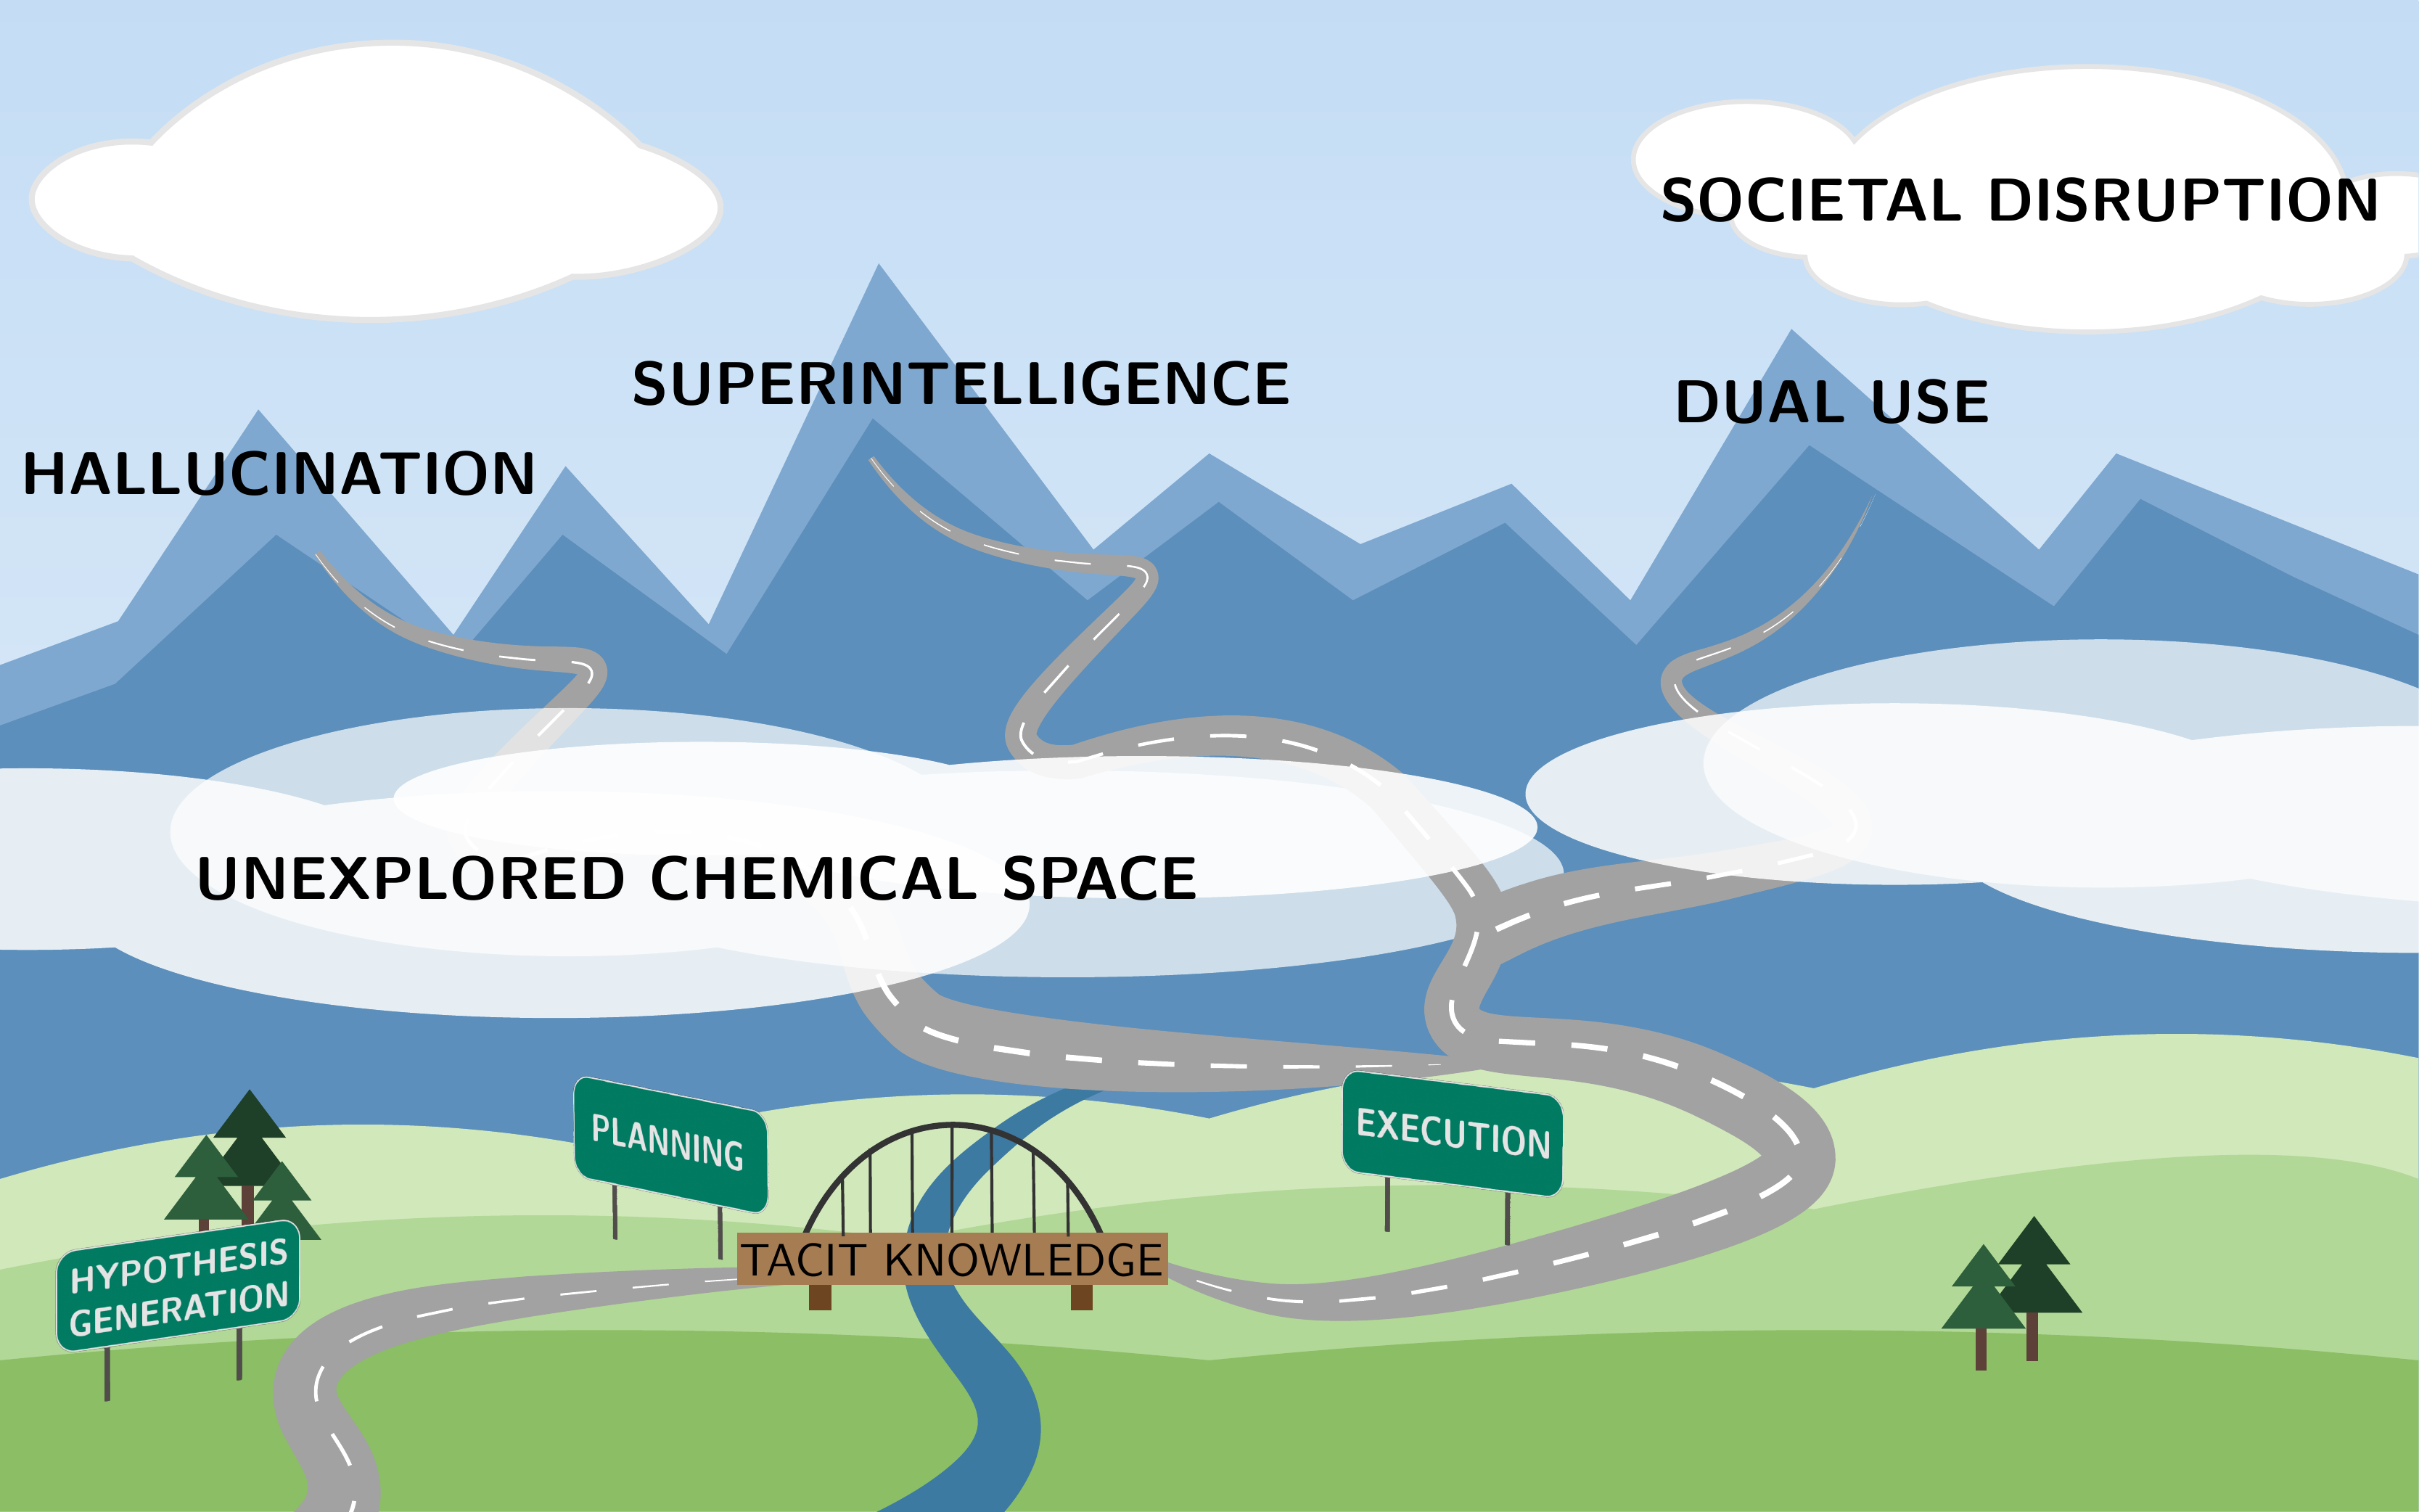 SOCIETAL DISRUPTION
SUPERINTELLIGENCE
DUAL USE
HALLUCINATION
UNEXPLORED CHEMICAL SPACE
PLANNING
EXECUTION
TACIT KNOWLEDGE
HYPOTHESIS
GENERATION